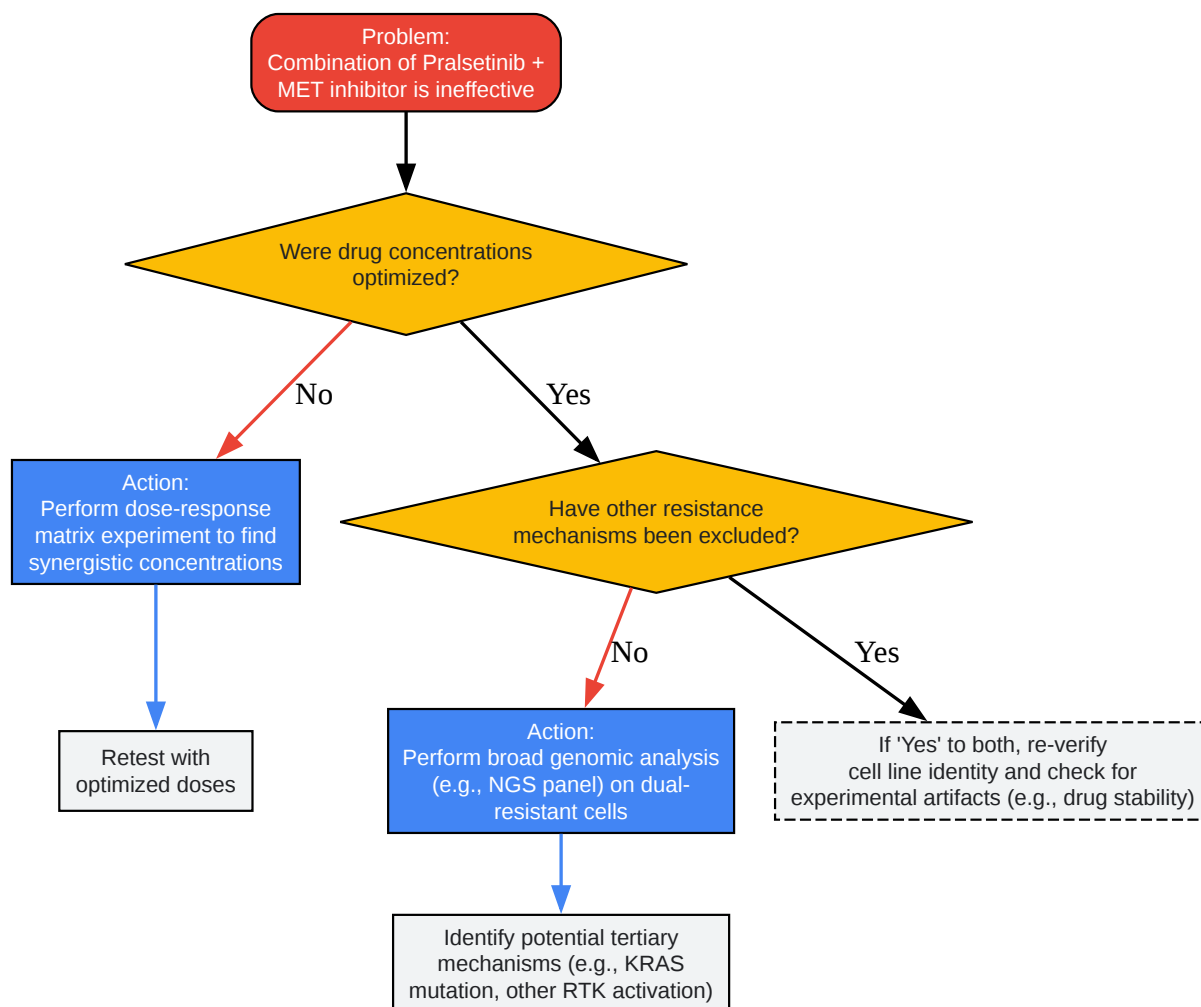 Problem:
Combination of Pralsetinib +
MET inhibitor is ineffective
Were drug concentrations
optimized?
No
Yes
Action:
Perform dose-response
matrix experiment to find
synergistic concentrations
Have other resistance
mechanisms been excluded?
No
Yes
Retest with
optimized doses
Action:
Perform broad genomic analysis
(e.g., NGS panel) on dual-
resistant cells
If 'Yes' to both, re-verify
cell line identity and check for
experimental artifacts (e.g., drug stability)
Identify potential tertiary
mechanisms (e.g., KRAS
mutation, other RTK activation)